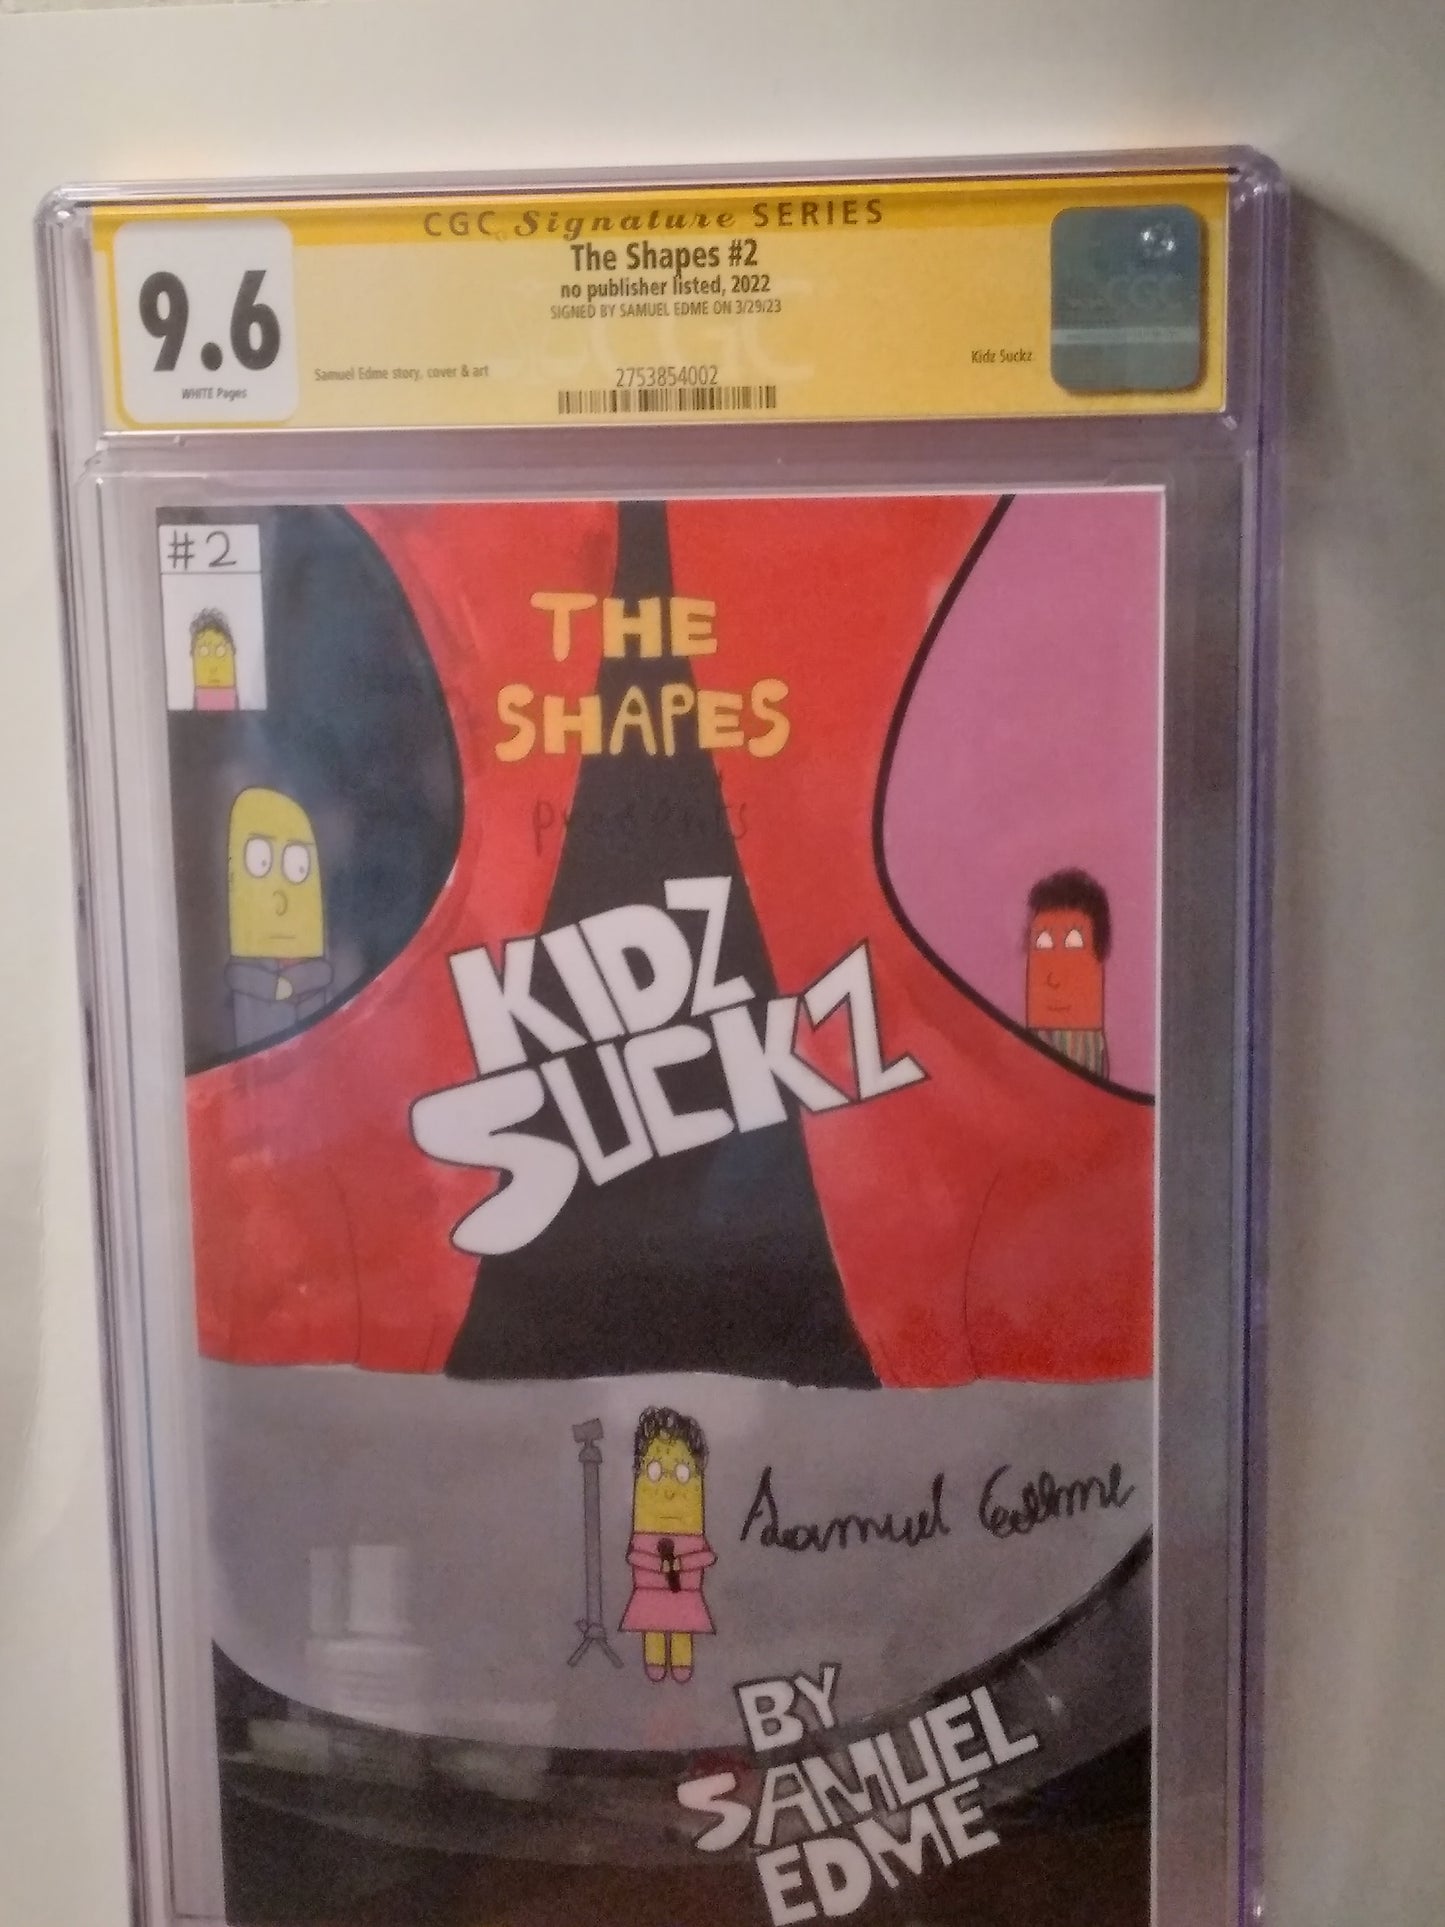 CGC Signature SERIES
The Shapes #2
no publisher listed, 2022
SIGNED BY SAMUEL EDME ON 3/29/23
9.6
WHITE Pages
Samuel Edme story, cover & art
2753854002
Kidz Suckz
#2
THE
SHAPES
KIDZ
SUCKZ
Samuel Edme
BY
SAMUEL
EDME